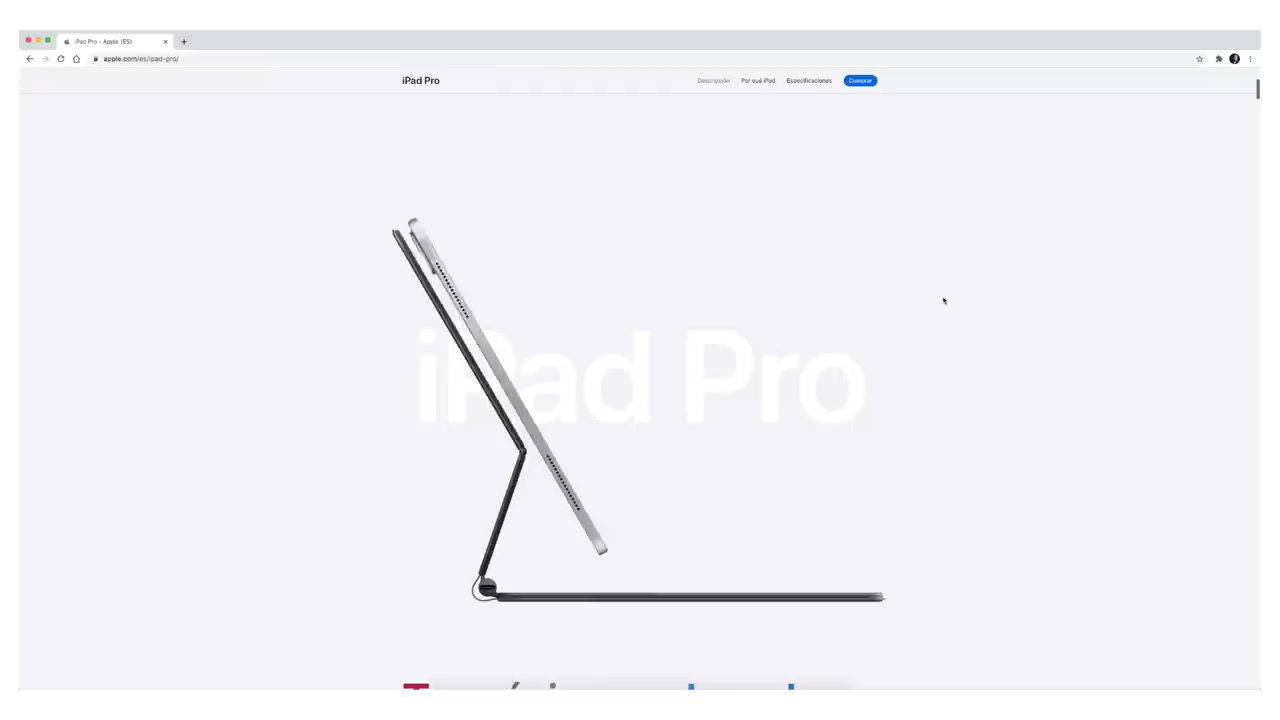 iPad Pro - Apple (ES)
apple.com/es/ipad-pro/
iPad Pro
Descripción
Por qué iPad
Especificaciones
Comprar
iPad Pro